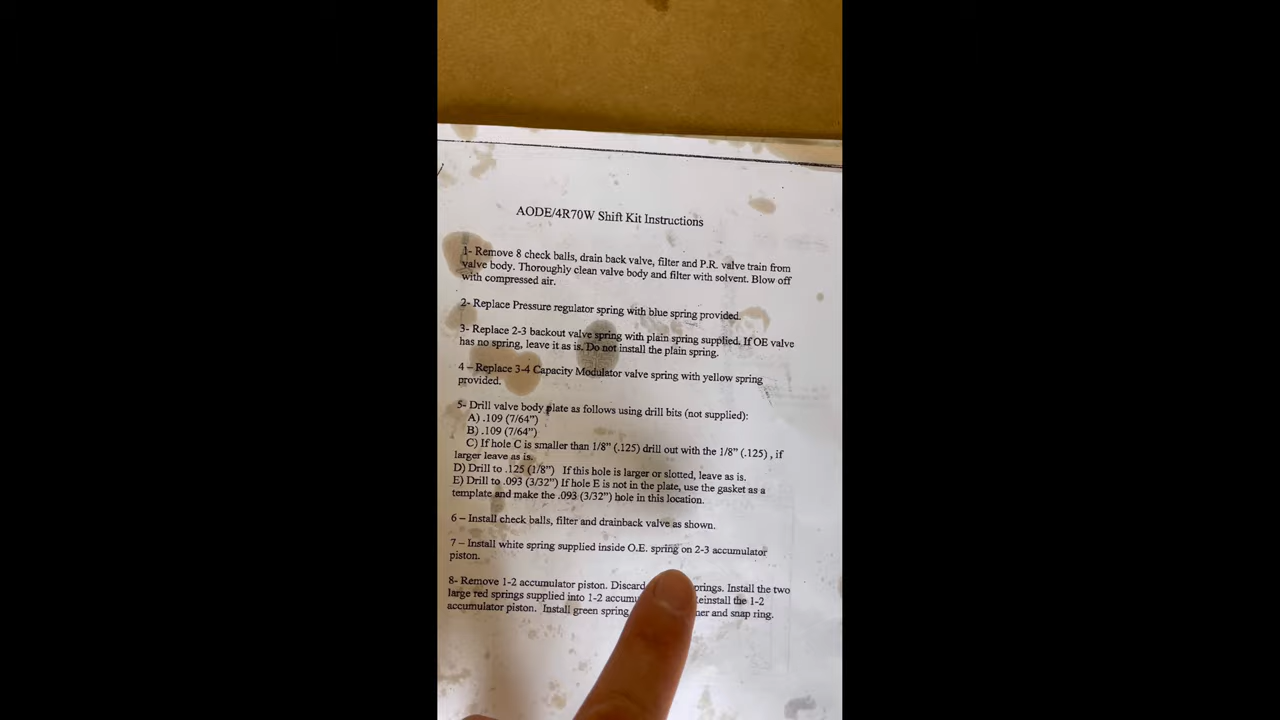 AODE/4R70W Shift Kit Instructions
1- Remove 8 check balls, drain back valve, filter and P.R. valve train from
valve body. Thoroughly clean valve body and filter with solvent. Blow off
with compressed air.
2- Replace Pressure regulator spring with blue spring provided.
3- Replace 2-3 backout valve spring with plain spring supplied. If OE valve
has no spring, leave it as is. Do not install the plain spring.
4 – Replace 3-4 Capacity Modulator valve spring with yellow spring
provided.
5- Drill valve body plate as follows using drill bits (not supplied):
A) .109 (7/64”)
B) .109 (7/64”)
C) If hole C is smaller than 1/8” (.125) drill out with the 1/8” (.125) , if
larger leave as is.
D) Drill to .125 (1/8”) If this hole is larger or slotted, leave as is.
E) Drill to .093 (3/32”) If hole E is not in the plate, use the gasket as a
template and make the .093 (3/32”) hole in this location.
6 – Install check balls, filter and drainback valve as shown.
7 – Install white spring supplied inside O.E. spring on 2-3 accumulator
piston.
8- Remove 1-2 accumulator piston. Discard springs. Install the two
large red springs supplied into 1-2 the 1-2
accumulator piston. Install green spring and snap ring.